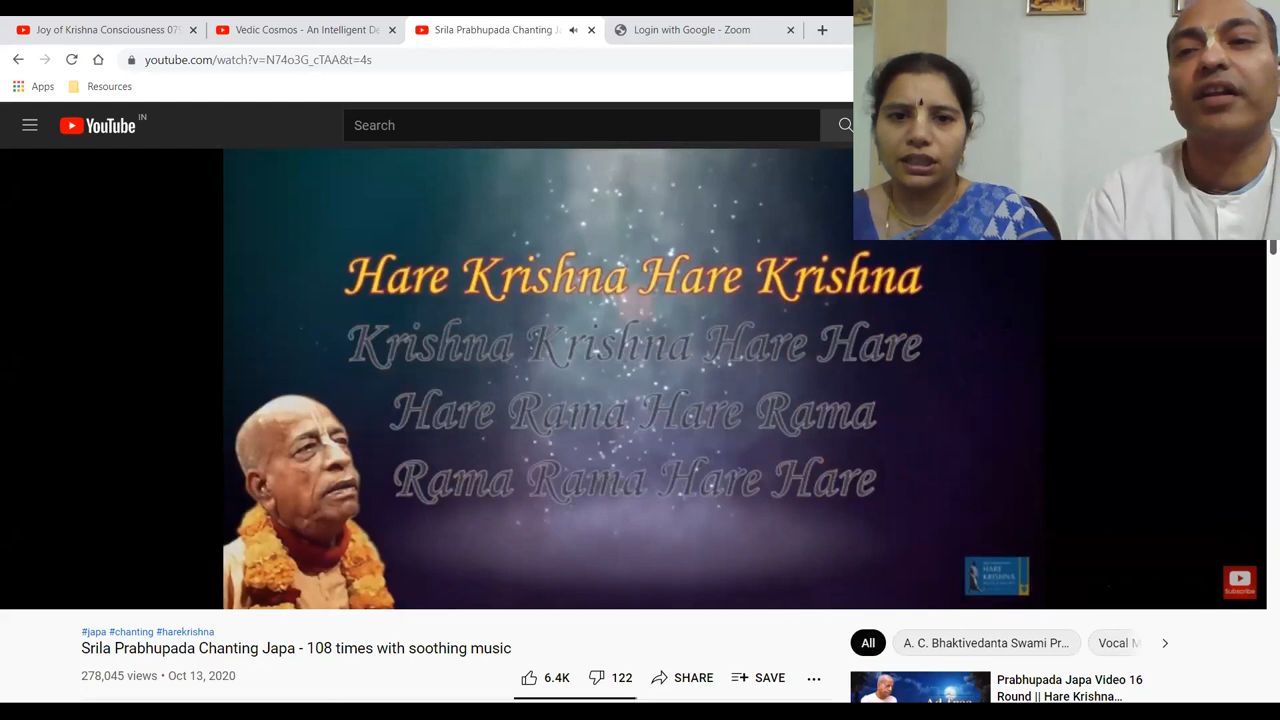 Joy of Krishna Consciousness 07
Vedic Cosmos - An Intelligent De
Srila Prabhupada Chanting J
Login with Google - Zoom
youtube.com/watch?v=N74o3G_cTAA&t=4s
Apps
Resources
YouTube IN
Search
Hare Krishna Hare Krishna
Krishna Krishna Hare Hare
Hare Rama Hare Rama
Rama Rama Hare Hare
HARE
KRISHNA
Subscribe
#japa #chanting #harekrishna
Srila Prabhupada Chanting Japa - 108 times with soothing music
278,045 views • Oct 13, 2020
6.4K
122
SHARE
SAVE
All
A. C. Bhaktivedanta Swami Pr...
Vocal M
Prabhupada Japa Video 16
Round || Hare Krishna...